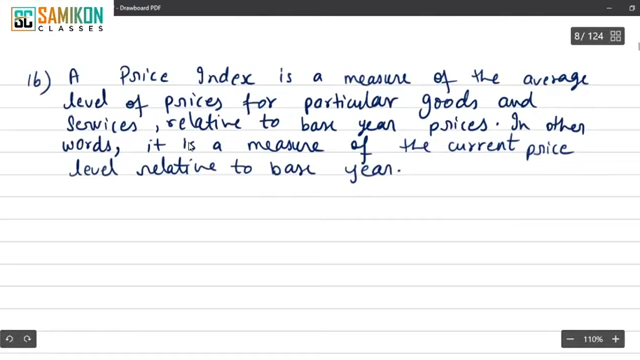 SC SAMIKON
CLASSES
- Drawboard PDF
8 / 124
16) A Price Index is a measure of the average
level of prices for particular goods and
services, relative to base year prices. In other
words, it is a measure of the current price
level relative to base year.
110%